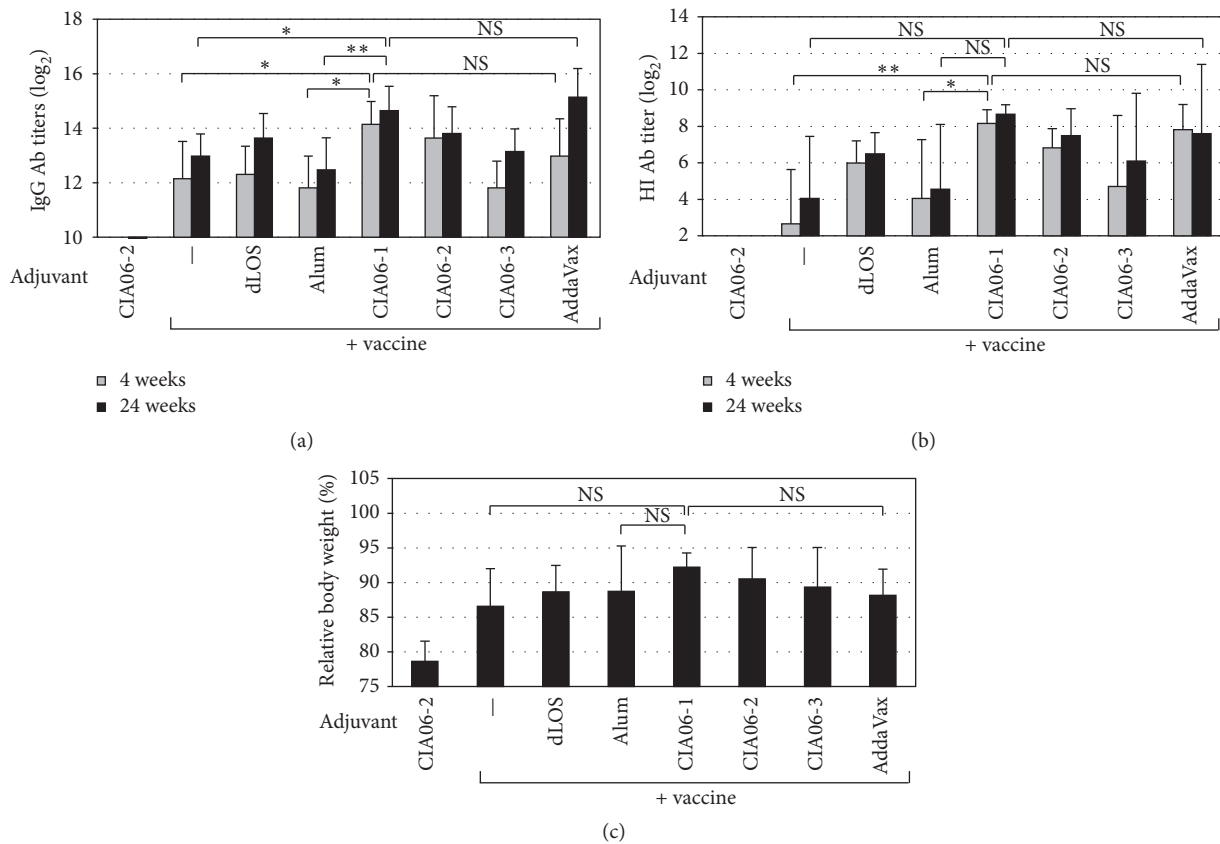 18
16
14
12
10
IgG Ab titers (log2)
*
**
NS
*
*
NS
Adjuvant
CIA06-2
—
dLOS
Alum
CIA06-1
CIA06-2
CIA06-3
AddaVax
+ vaccine
4 weeks
24 weeks
(a)
14
12
10
8
6
4
2
HI Ab titer (log2)
NS
NS
NS
**
*
NS
Adjuvant
CIA06-2
—
dLOS
Alum
CIA06-1
CIA06-2
CIA06-3
AddaVax
+ vaccine
4 weeks
24 weeks
(b)
105
100
95
90
85
80
75
Relative body weight (%)
NS
NS
NS
Adjuvant
CIA06-2
—
dLOS
Alum
CIA06-1
CIA06-2
CIA06-3
AddaVax
+ vaccine
(c)